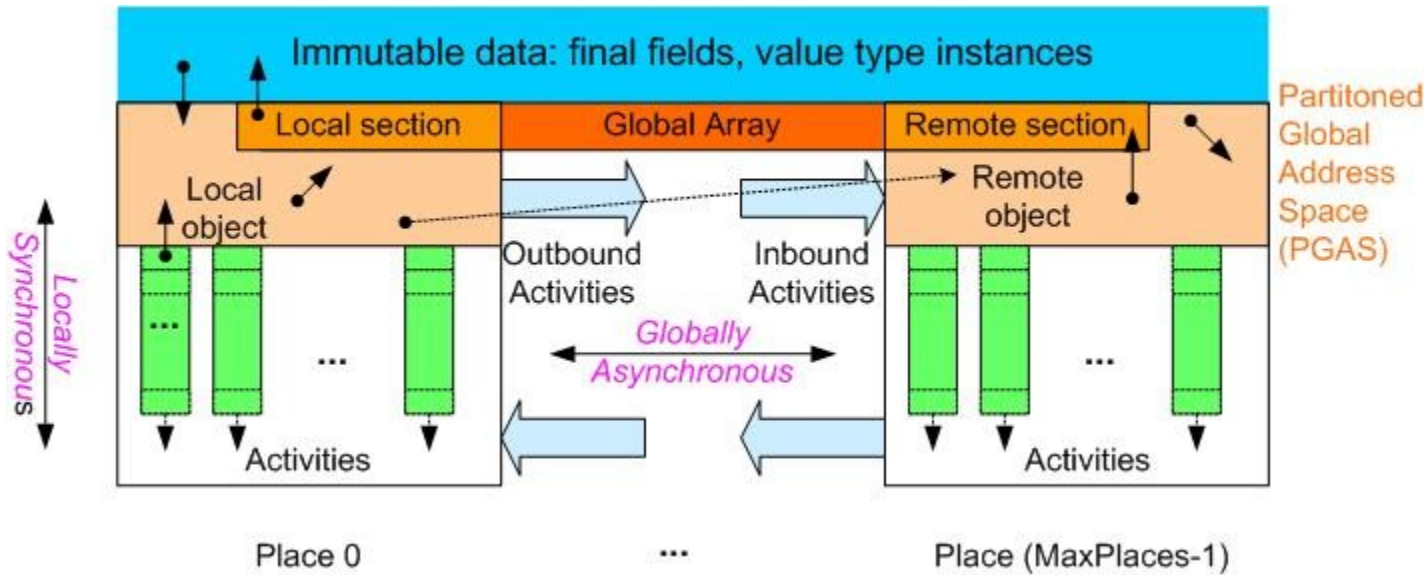 Immutable data: final fields, value type instances
Local section
Global Array
Remote section
Partitoned
Global
Address
Space
(PGAS)
Local
object
Remote
object
Outbound
Activities
Inbound
Activities
Locally
Synchronous
...
...
Globally
Asynchronous
...
Activities
Activities
Place 0
...
Place (MaxPlaces-1)